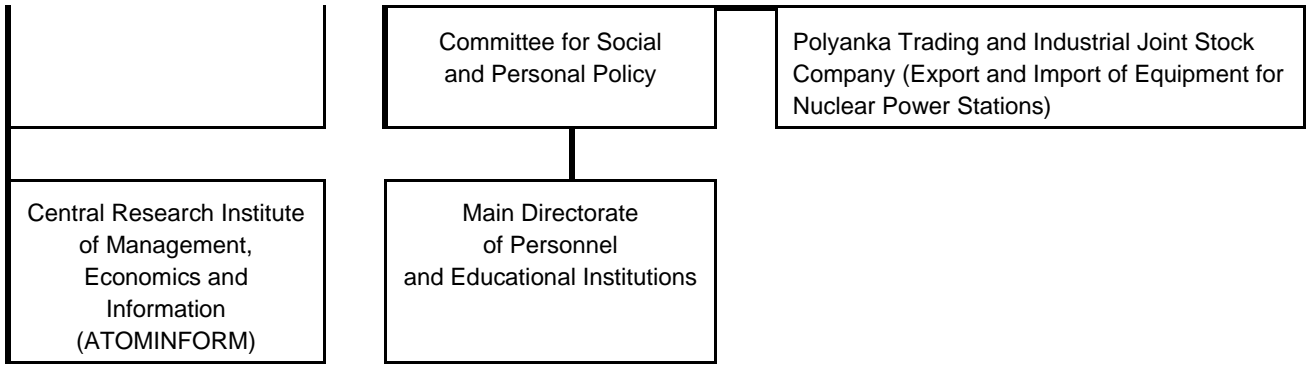 Committee for Social
and Personal Policy
Polyanka Trading and Industrial Joint Stock
Company (Export and Import of Equipment for
Nuclear Power Stations)
Central Research Institute
of Management,
Economics and
Information
(ATOMINFORM)
Main Directorate
of Personnel
and Educational Institutions